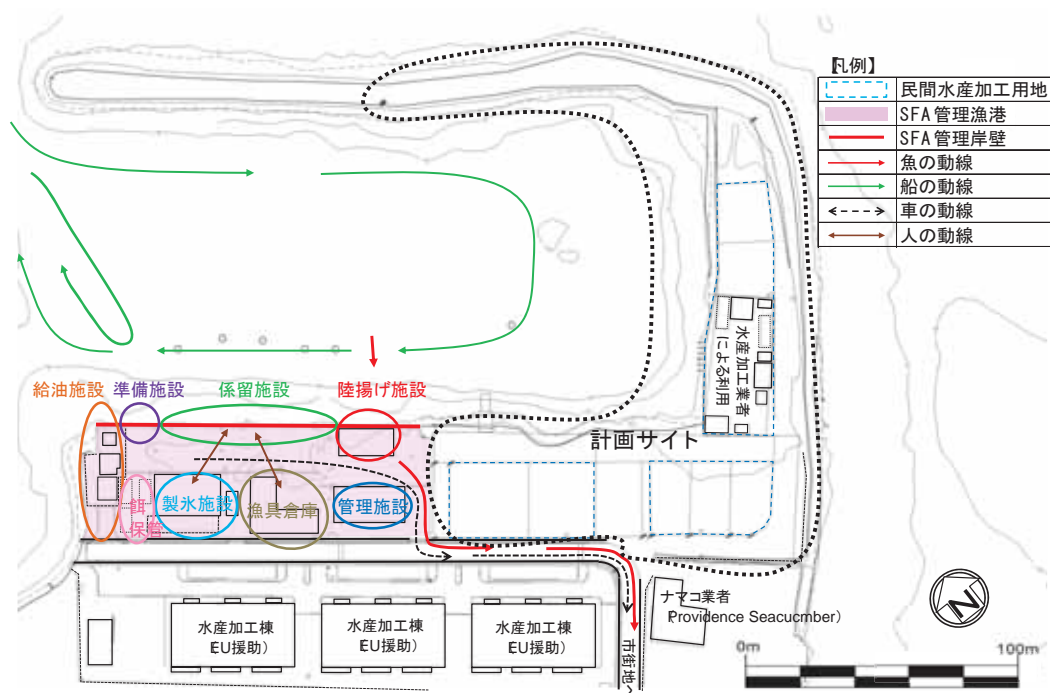 【凡例】
民間水産加工用地
SFA管理漁港
SFA管理岸壁
魚の動線
船の動線
車の動線
人の動線
水産加工業者
による利用
給油施設
準備施設
係留施設
陸揚げ施設
計画サイト
餌
保管
製氷施設
漁具倉庫
管理施設
ナマコ業者
Providence Seacucmber）
水産加工棟
EU援助）
水産加工棟
EU援助）
水産加工棟
EU援助）
市街地へ
N
0m
100m